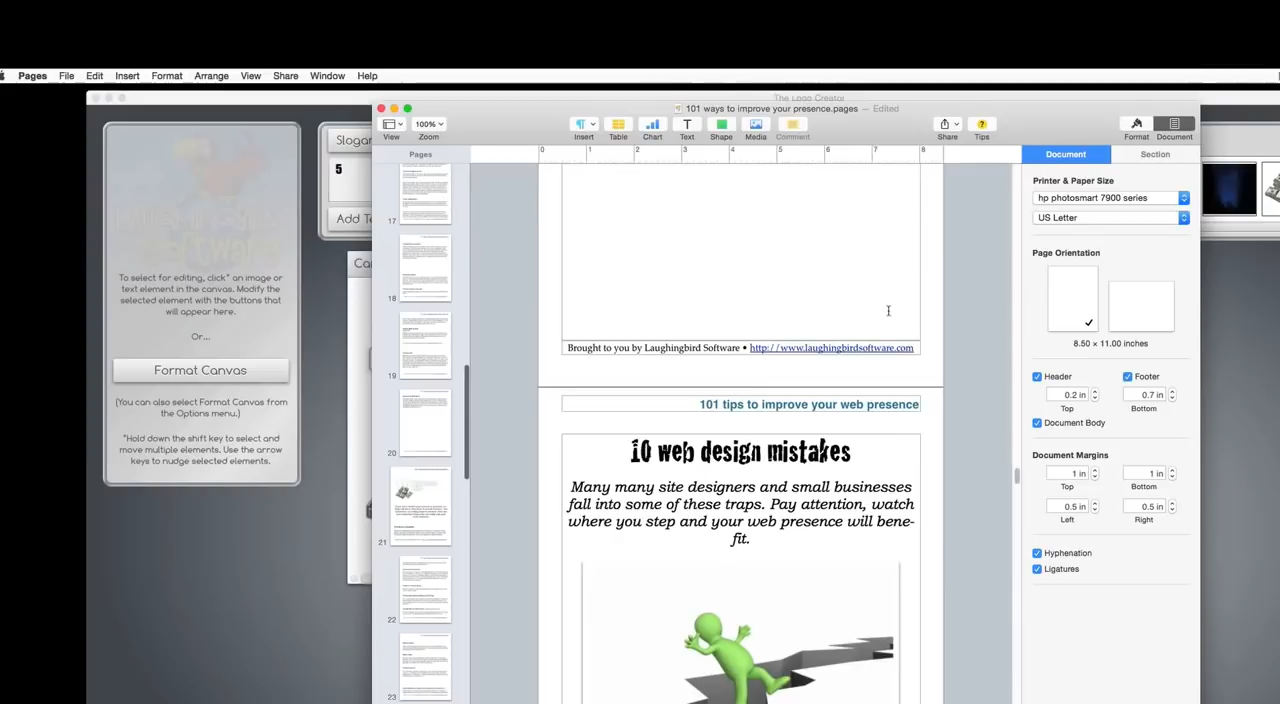 Pages File Edit Insert Format Arrange View Share Window Help
The Logo Creator
101 ways to improve your presence.pages — Edited
100%
View Zoom Insert Table Chart Text Shape Media Comment Share Tips Format Document
Pages
0 1 2 3 4 5 6 7 8
Document Section
5
To select for editing, click* an image or
text element in the canvas. Modify the
selected element with the buttons that
will appear here.
Or...
Format Canvas
(You can also select Format Canvas from
the Options menu.)
*Hold down the shift key to select and
move multiple elements. Use the arrow
keys to nudge selected elements.
17
18
19
20
21
22
23
Brought to you by Laughingbird Software • http://www.laughingbirdsoftware.com
101 tips to improve your web presence
10 web design mistakes
Many many site designers and small businesses
fall into some of these traps. Pay attention, watch
where you step and your web presence will bene-
fit.
Printer & Paper Size
hp photosmart 7900 series
US Letter
Page Orientation
8.50 × 11.00 inches
Header Footer
0.2 in 0.7 in
Top Bottom
Document Body
Document Margins
1 in 1 in
Top Bottom
0.5 in 0.5 in
Left Right
Hyphenation
Ligatures